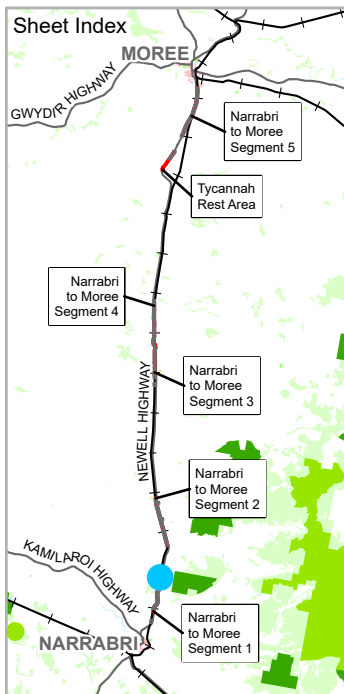 Sheet Index
MOREE
GWYDIR HIGHWAY
Narrabri
to Moree
Segment 5
Tycannah
Rest Area
Narrabri
to Moree
Segment 4
Narrabri
to Moree
Segment 3
NEWELL HIGHWAY
Narrabri
to Moree
Segment 2
KAMILAROI HIGHWAY
Narrabri
to Moree
Segment 1
NARRABRI